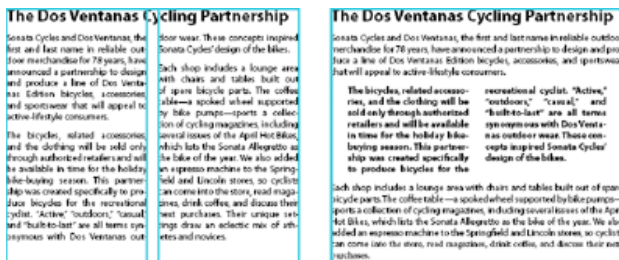 The Dos Ventanas Cycling Partnership
Sonata Cycles and Dos Ventanas, the
first and last name in reliable out-
door merchandise for 78 years, have
announced a partnership to design
and produce a line of Dos Venta-
nas Edition bicycles, accessories,
and sportswear that will appeal to
active-lifestyle consumers.
The bicycles, related accessories,
and the clothing will be sold only
through authorized retailers and will
be available in time for the holiday
bike-buying season. This partner-
ship was created specifically to pro-
duce bicycles for the recreational
cyclist. "Active," "outdoors," "casual,"
and "built-to-last" are all terms syn-
onymous with Dos Ventanas out-
door wear. These concepts inspired
Sonata Cycles' design of the bikes.
Each shop includes a lounge area
with chairs and tables built out
of spare bicycle parts. The coffee
table—a spoked wheel supported
by bike pumps—sports a collec-
tion of cycling magazines, including
several issues of the April Hot Bikes,
which lists the Sonata Allegretto as
the bike of the year. We also added
an espresso machine to the Spring-
field and Lincoln stores, so cyclists
can come into the store, read maga-
zines, drink coffee, and discuss their
next purchases. Their unique set-
tings draw an eclectic mix of ath-
letes and novices.
The Dos Ventanas Cycling Partnership
Sonata Cycles and Dos Ventanas, the first and last name in reliable outdoo
merchandise for 78 years, have announced a partnership to design and pro
duce a line of Dos Ventanas Edition bicycles, accessories, and sportswear
that will appeal to active-lifestyle consumers.
The bicycles, related accesso-
ries, and the clothing will be
sold only through authorized
retailers and will be available
in time for the holiday bike-
buying season. This partner-
ship was created specifically
to produce bicycles for the
recreational cyclist. "Active,"
"outdoors," "casual," and
"built-to-last" are all terms
synonymous with Dos Venta-
nas outdoor wear. These con-
cepts inspired Sonata Cycles'
design of the bikes.
Each shop includes a lounge area with chairs and tables built out of spare
bicycle parts. The coffee table—a spoked wheel supported by bike pumps—
sports a collection of cycling magazines, including several issues of the Apri
Hot Bikes, which lists the Sonata Allegretto as the bike of the year. We also
added an espresso machine to the Springfield and Lincoln stores, so cyclists
can come into the store, read magazines, drink coffee, and discuss their nex
purchases.